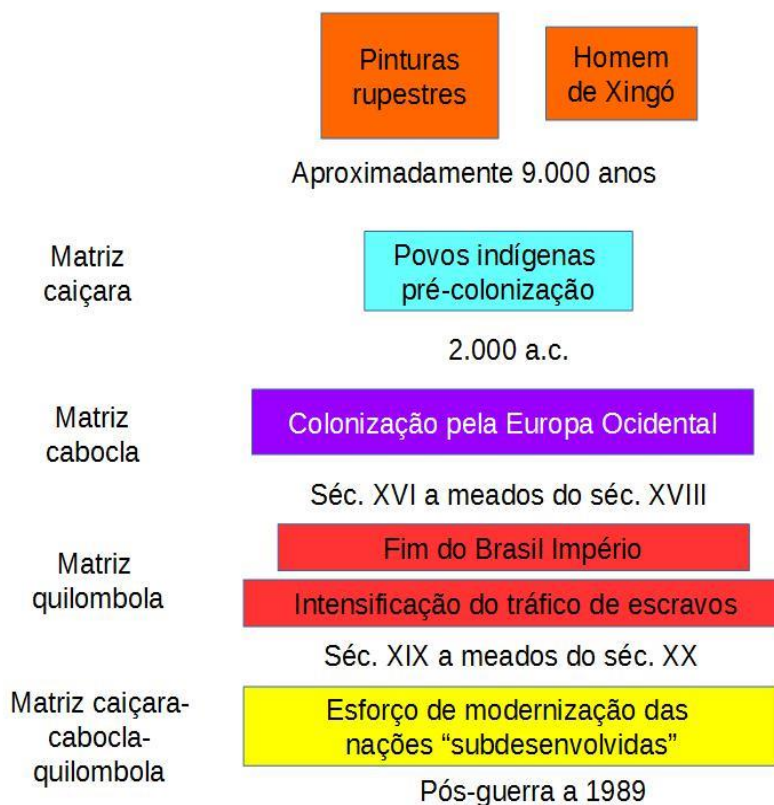 Pinturas
rupestres
Homem
de Xingó
Aproximadamente 9.000 anos
Matriz
caiçara
Povos indígenas
pré-colonização
2.000 a.c.
Matriz
cabocla
Colonização pela Europa Ocidental
Séc. XVI a meados do séc. XVIII
Matriz
quilombola
Fim do Brasil Império
Intensificação do tráfico de escravos
Séc. XIX a meados do séc. XX
Matriz caiçara-
cabocla-
quilombola
Esforço de modernização das
nações “subdesenvolvidas”
Pós-guerra a 1989